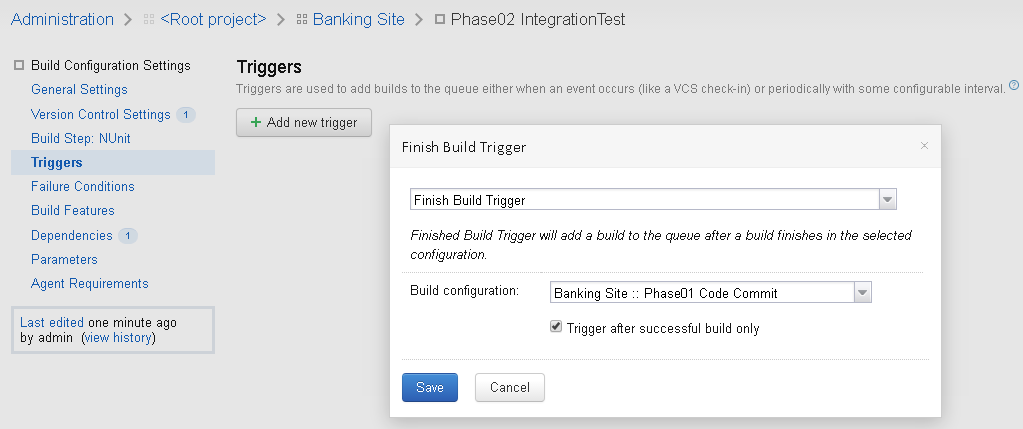 Administration > <Root project> > Banking Site > Phase02 IntegrationTest
Build Configuration Settings
General Settings
Version Control Settings 1
Build Step: NUnit
Triggers
Failure Conditions
Build Features
Dependencies 1
Parameters
Agent Requirements
Last edited one minute ago
by admin (view history)
Triggers
Triggers are used to add builds to the queue either when an event occurs (like a VCS check-in) or periodically with some configurable interval. ?
+ Add new trigger
Finish Build Trigger ×
Finish Build Trigger
Finished Build Trigger will add a build to the queue after a build finishes in the selected
configuration.
Build configuration: Banking Site :: Phase01 Code Commit
Trigger after successful build only
Save Cancel